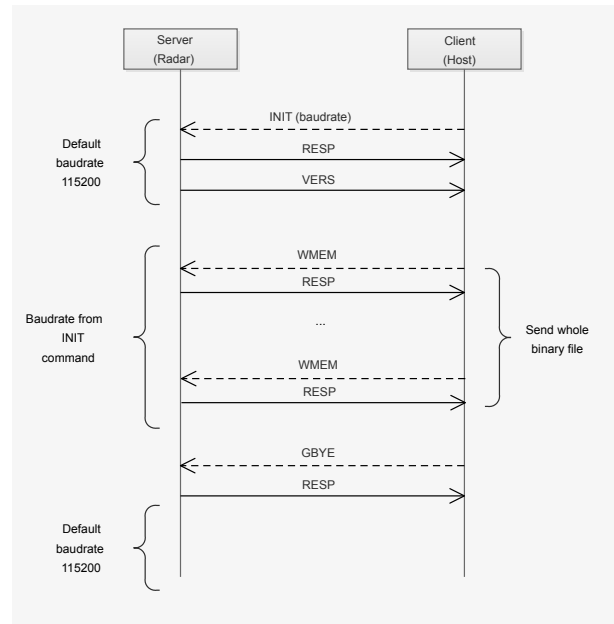 Server
(Radar)
Client
(Host)
INIT (baudrate)
RESP
VERS
Default
baudrate
115200
WMEM
RESP
...
WMEM
RESP
Baudrate from
INIT
command
Send whole
binary file
GBYE
RESP
Default
baudrate
115200